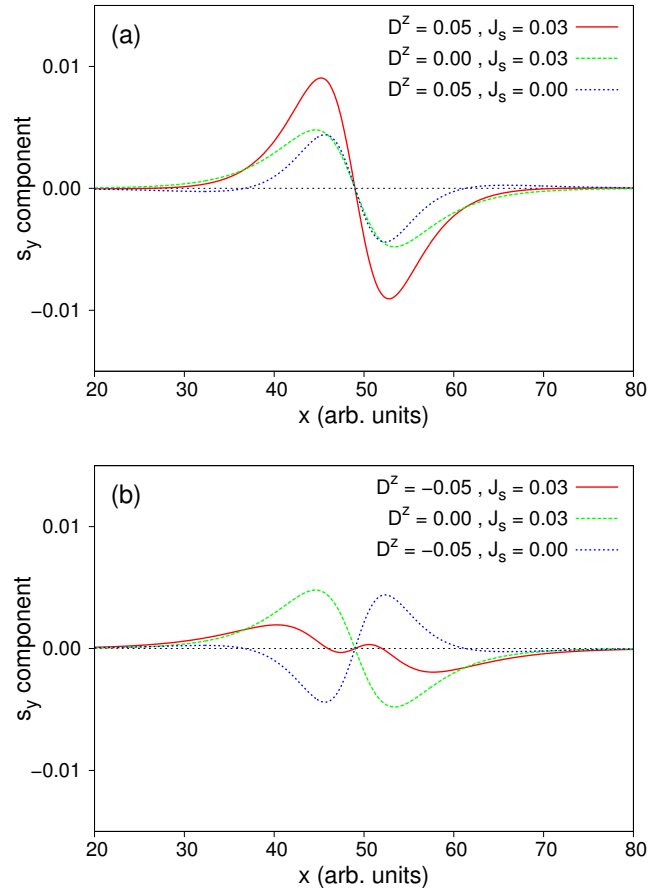 (a)
D^z = 0.05 , J_s = 0.03
D^z = 0.00 , J_s = 0.03
D^z = 0.05 , J_s = 0.00
0.01
0.00
−0.01
s_y component
20 30 40 50 60 70 80
x (arb. units)
(b)
D^z = −0.05 , J_s = 0.03
D^z = 0.00 , J_s = 0.03
D^z = −0.05 , J_s = 0.00
0.01
0.00
−0.01
s_y component
20 30 40 50 60 70 80
x (arb. units)